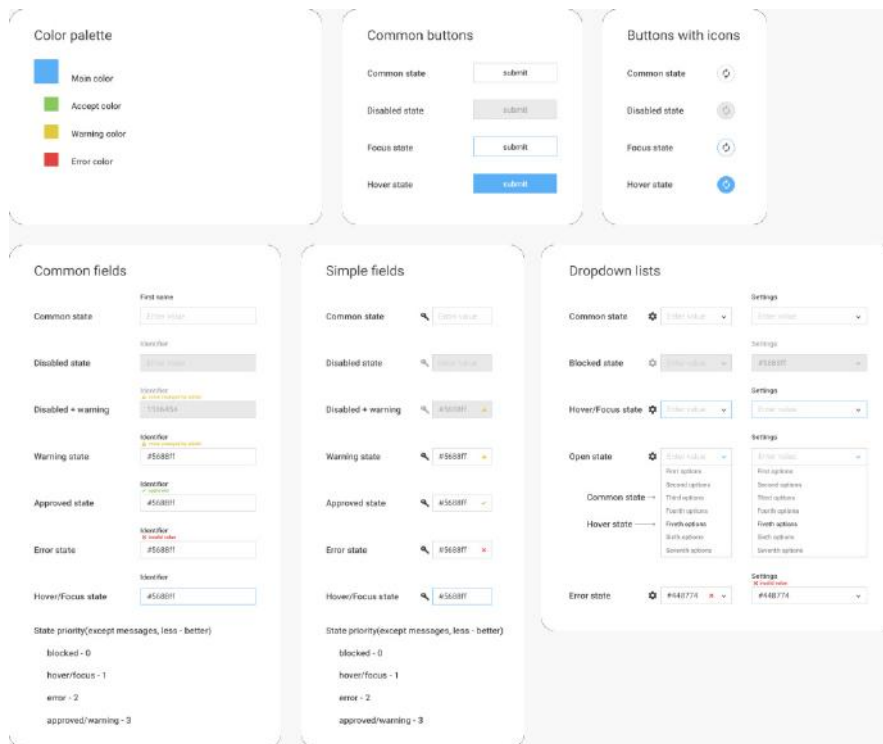 Color palette
Main color
Accept color
Warning color
Error color
Common buttons
Common state
submit
Disabled state
submit
Focus state
submit
Hover state
submit
Buttons with icons
Common state
Disabled state
Focus state
Hover state
Common fields
First name
Common state
Enter value
Identifier
Disabled state
Enter value
Identifier
Disabled + warning
Identifier
Warning state
#5688ff
Identifier
approved
Approved state
#5688ff
Identifier
Invalid value
Error state
#5688ff
Identifier
Hover/Focus state
#5688ff
State priority(except messages, less - better)
blocked - 0
hover/focus - 1
error - 2
approved/warning - 3
Simple fields
Common state
Enter value
Disabled state
Enter value
Disabled + warning
#5688ff
Warning state
#5688ff
Approved state
#5688ff
Error state
#5688ff
Hover/Focus state
#5688ff
State priority(except messages, less - better)
blocked - 0
hover/focus - 1
error - 2
approved/warning - 3
Dropdown lists
Settings
Common state
Enter value
Enter value
Settings
Blocked state
Enter value
#5688ff
Settings
Hover/Focus state
Enter value
Enter value
Settings
Open state
Enter value
Enter value
First options
First options
Second options
Second options
Common state
Third options
Third options
Fourth options
Fourth options
Hover state
Fiveth options
Fiveth options
Sixth options
Sixth options
Seventh options
Seventh options
Settings
Invalid value
Error state
#448774
#448774